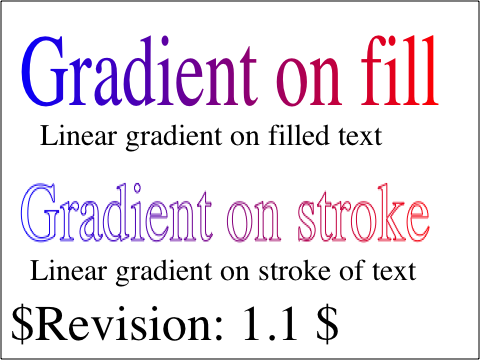 Gradient on fill
Linear gradient on filled text
Gradient on stroke
Linear gradient on stroke of text
$Revision: 1.1 $